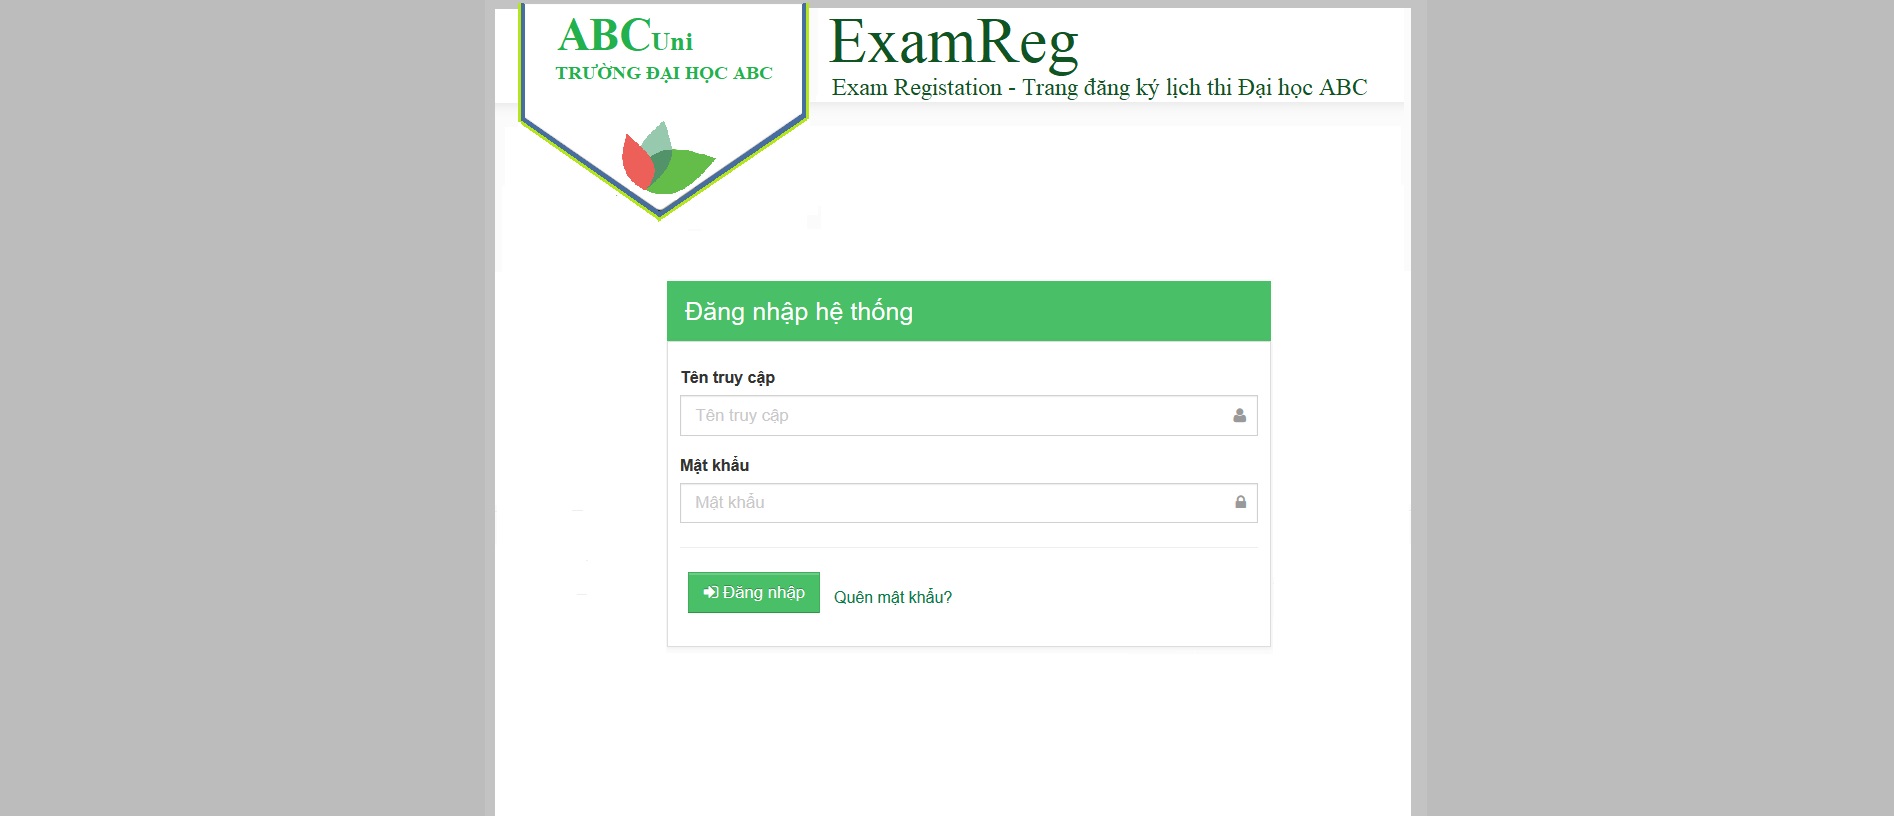 ABCUni
TRƯỜNG ĐẠI HỌC ABC
ExamReg
Exam Registation - Trang đăng ký lịch thi Đại học ABC
Đăng nhập hệ thống
Tên truy cập
Tên truy cập
Mật khẩu
Mật khẩu
Đăng nhập Quên mật khẩu?